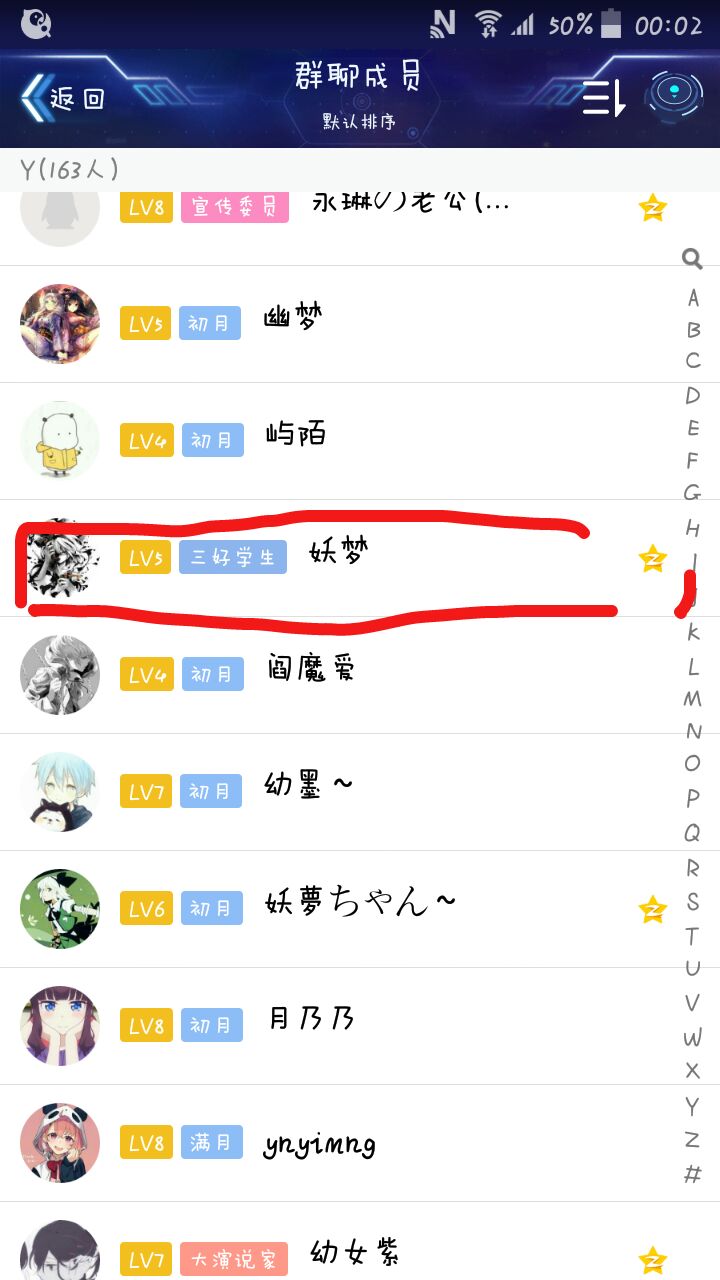 50% 00:02
返回
群聊成员
默认排序
Y(163人)
LV8 宣传委员 永琳の老公(...
LV5 初月 幽梦
LV4 初月 屿陌
LV5 三好学生 妖梦
LV4 初月 阎魔爱
LV7 初月 幼墨~
LV6 初月 妖夢ちゃん~
LV8 初月 月乃乃
LV8 满月 ynyimng
LV7 大演说家 幼女紫
A
B
C
D
E
F
G
H
I
K
L
M
N
O
P
Q
R
S
T
U
V
W
X
Y
Z
#